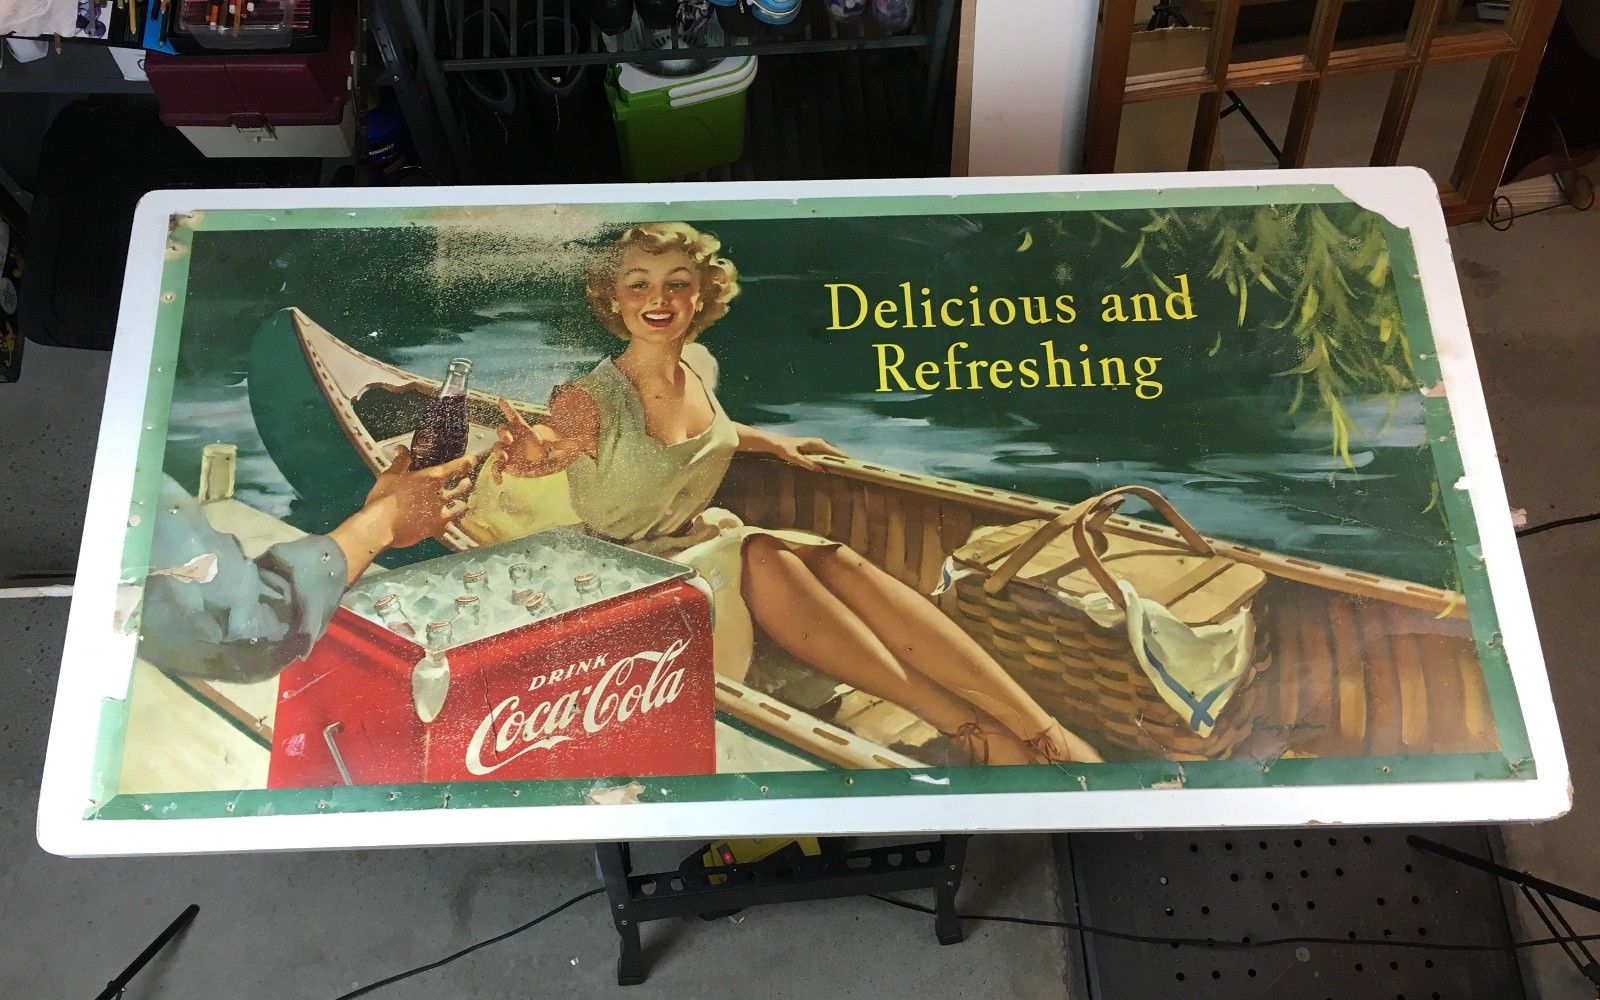 Delicious and
Refreshing
DRINK
Coca-Cola